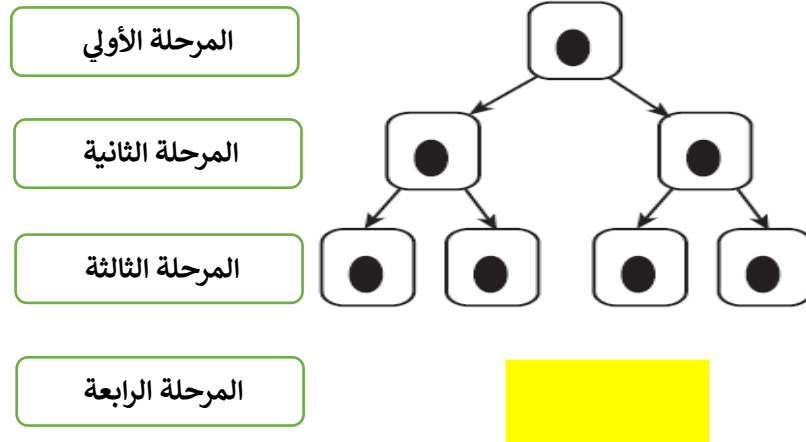 المرحلة الأولي
المرحلة الثانية
المرحلة الثالثة
المرحلة الرابعة